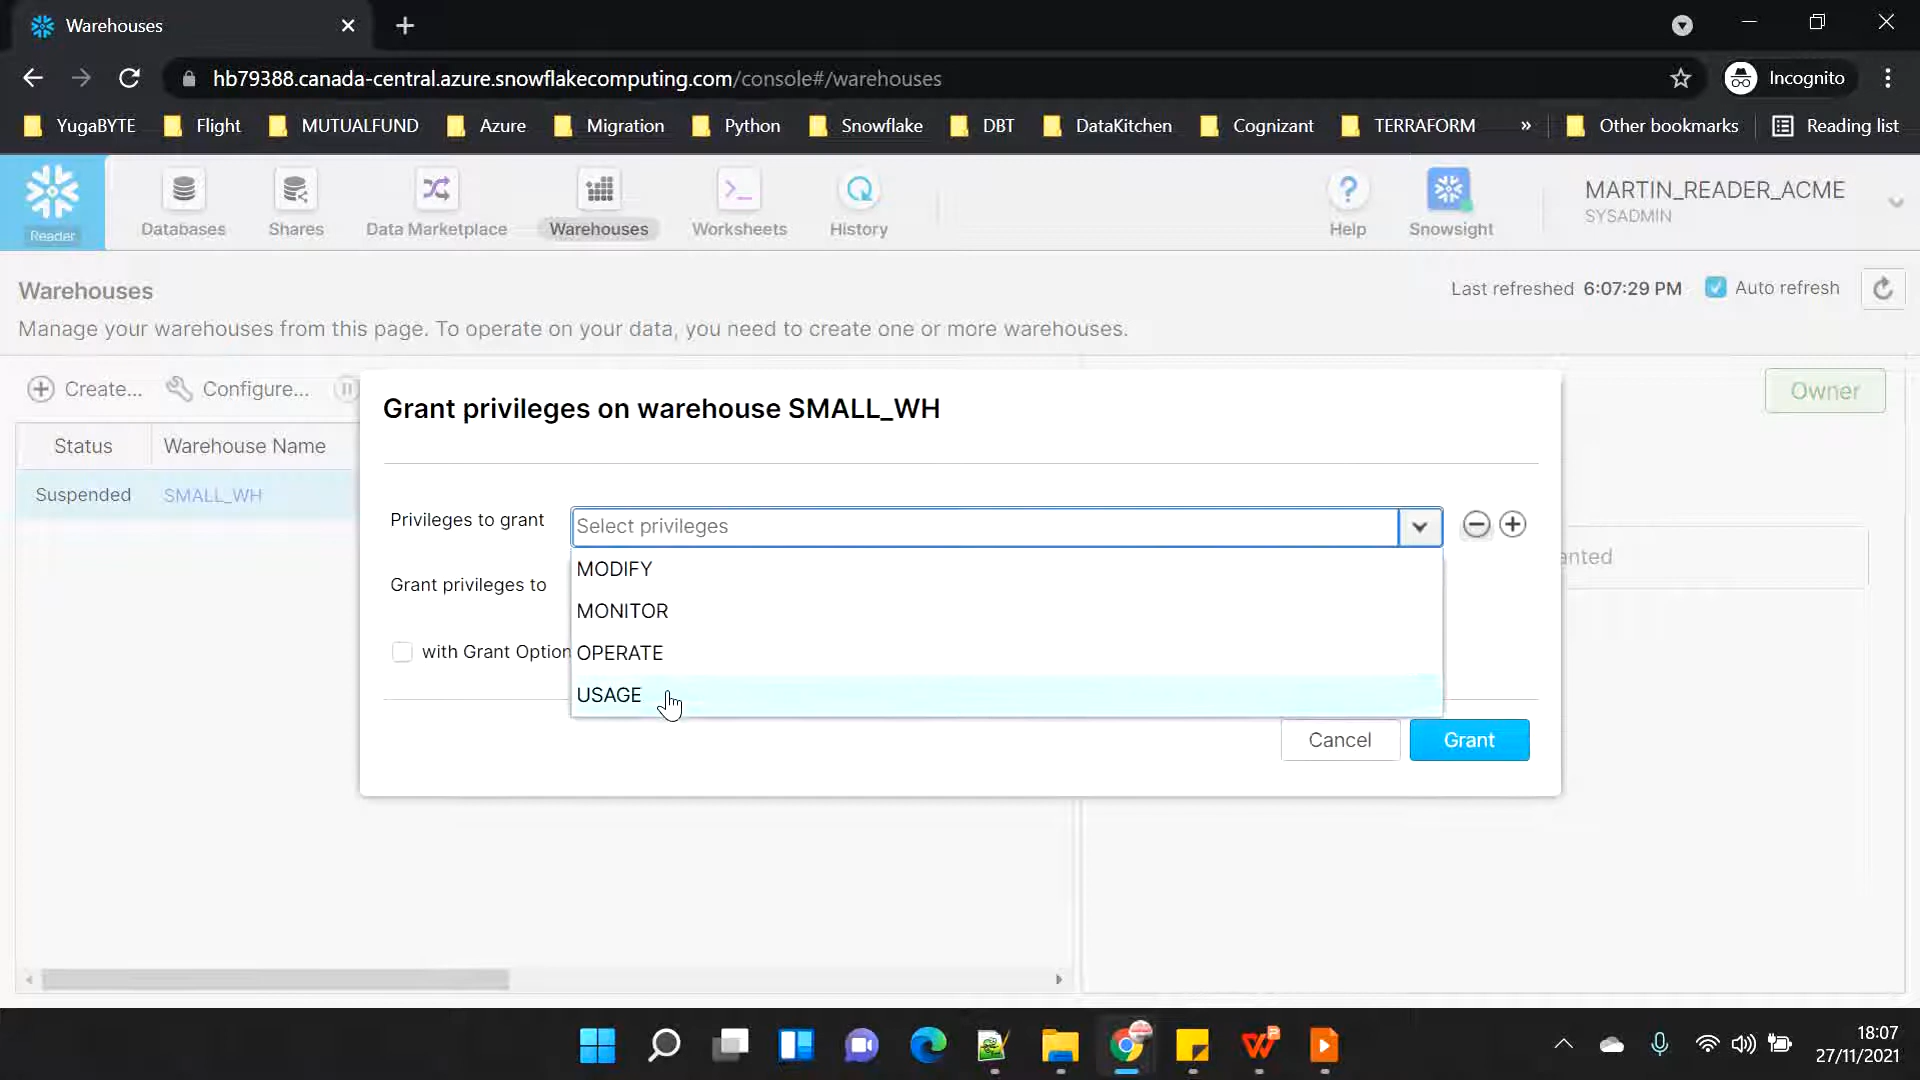 Warehouses
hb79388.canada-central.azure.snowflakecomputing.com/console#/warehouses
Incognito
YugaBYTE
Flight
MUTUALFUND
Azure
Migration
Python
Snowflake
DBT
DataKitchen
Cognizant
TERRAFORM
»
Other bookmarks
Reading list
Reader
Databases
Shares
Data Marketplace
Warehouses
Worksheets
History
Help
Snowsight
MARTIN_READER_ACME
SYSADMIN
Warehouses
Last refreshed 6:07:29 PM
Auto refresh
Manage your warehouses from this page. To operate on your data, you need to create one or more warehouses.
Create...
Configure...
Owner
Status
Warehouse Name
Suspended
SMALL_WH
Grant privileges on warehouse SMALL_WH
Privileges to grant
Select privileges
MODIFY
MONITOR
OPERATE
USAGE
Grant privileges to
with Grant Option
anted
Cancel
Grant
18:07
27/11/2021